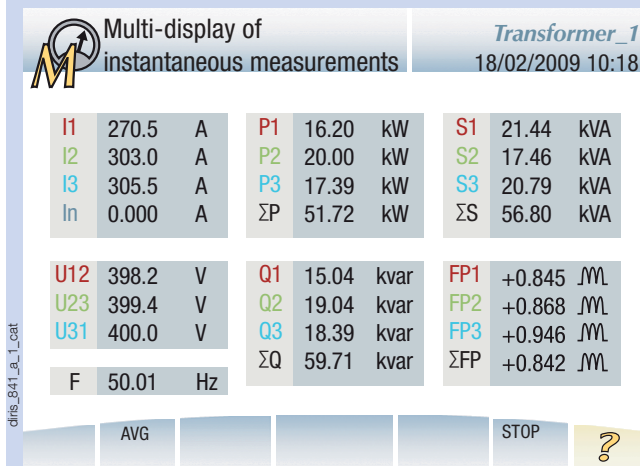 Multi-display of
instantaneous measurements
Transformer_1
18/02/2009 10:18
M
I1 270.5 A
I2 303.0 A
I3 305.5 A
In 0.000 A
P1 16.20 kW
P2 20.00 kW
P3 17.39 kW
ΣP 51.72 kW
S1 21.44 kVA
S2 17.46 kVA
S3 20.79 kVA
ΣS 56.80 kVA
U12 398.2 V
U23 399.4 V
U31 400.0 V
F 50.01 Hz
Q1 15.04 kvar
Q2 19.04 kvar
Q3 18.39 kvar
ΣQ 59.71 kvar
FP1 +0.845
FP2 +0.868
FP3 +0.946
ΣFP +0.842
AVG
STOP
?
diris_841_a_1_cat